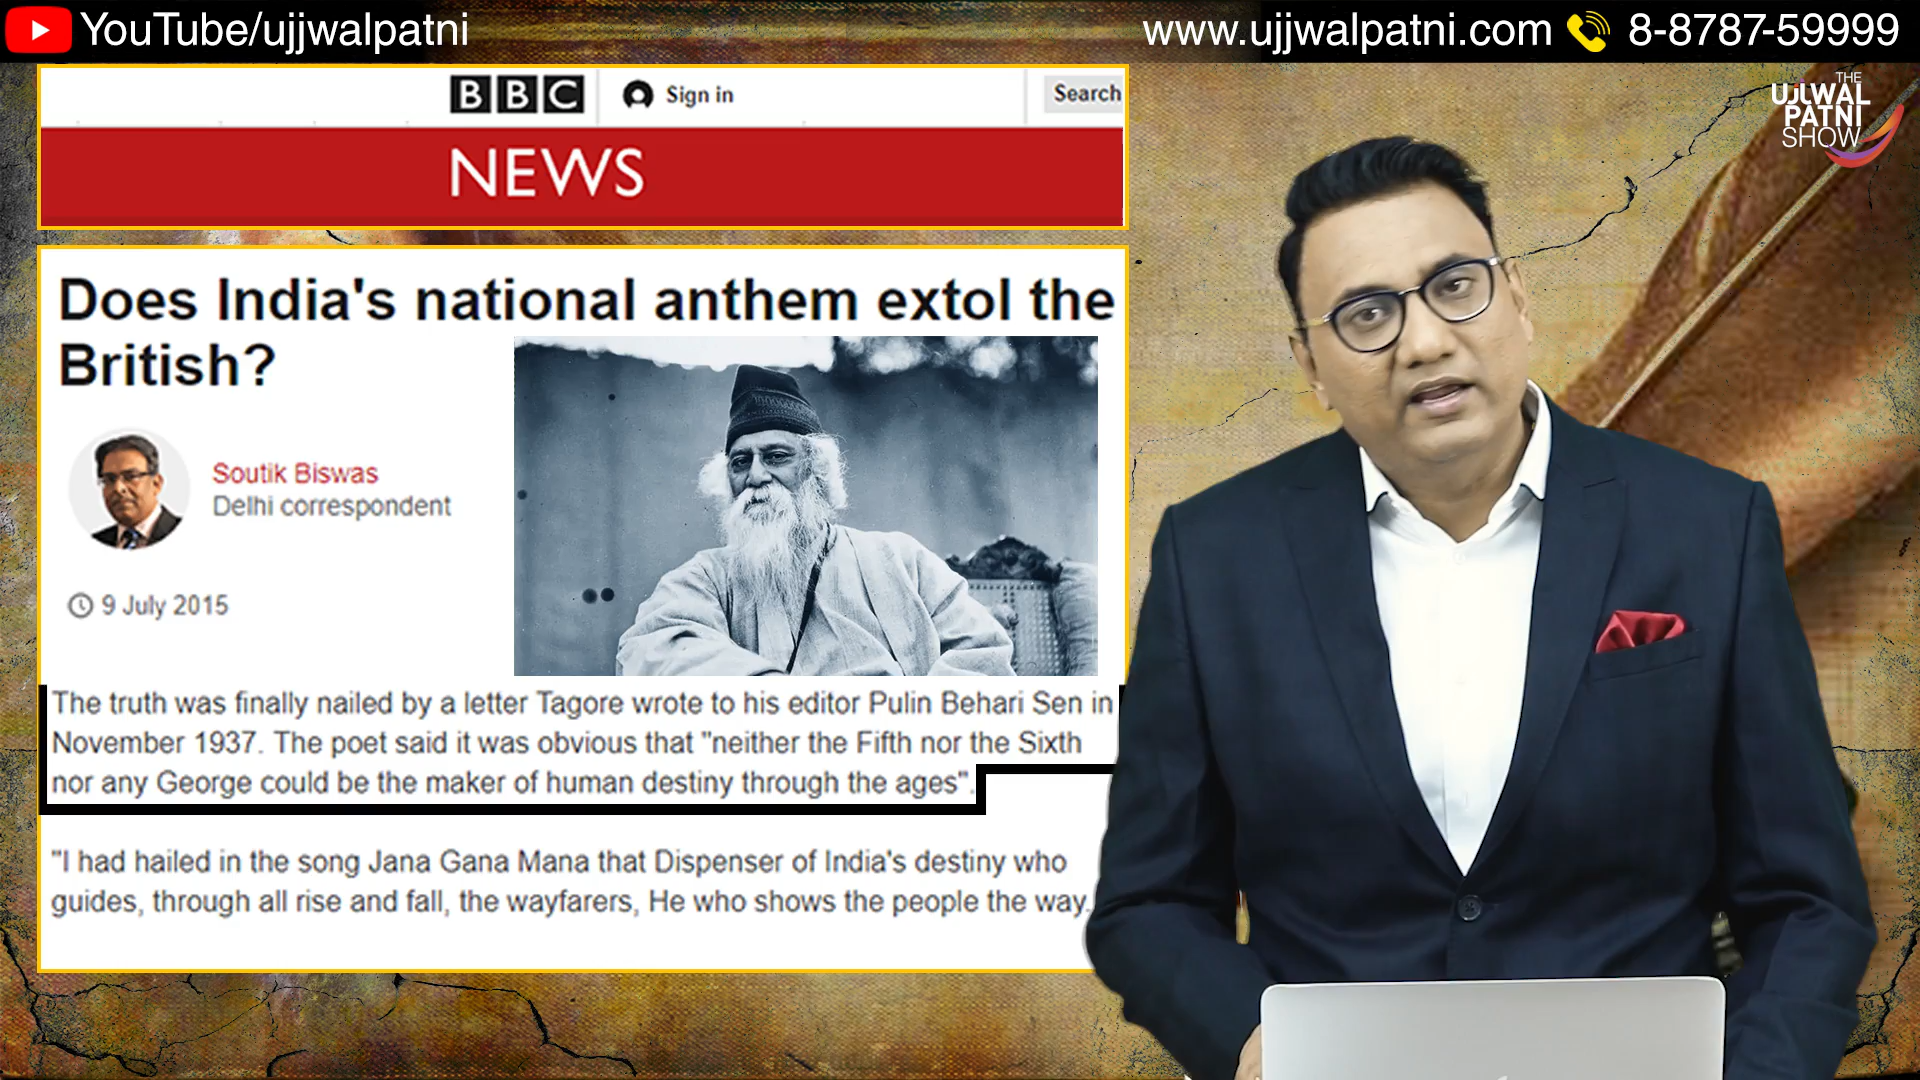 YouTube/ujjwalpatni
www.ujjwalpatni.com 8-8787-59999
THE
UJJWAL
PATNI
SHOW
BBC Sign in Search
NEWS
Does India's national anthem extol the
British?
Soutik Biswas
Delhi correspondent
9 July 2015
The truth was finally nailed by a letter Tagore wrote to his editor Pulin Behari Sen in
November 1937. The poet said it was obvious that "neither the Fifth nor the Sixth
nor any George could be the maker of human destiny through the ages".
"I had hailed in the song Jana Gana Mana that Dispenser of India's destiny who
guides, through all rise and fall, the wayfarers, He who shows the people the way.